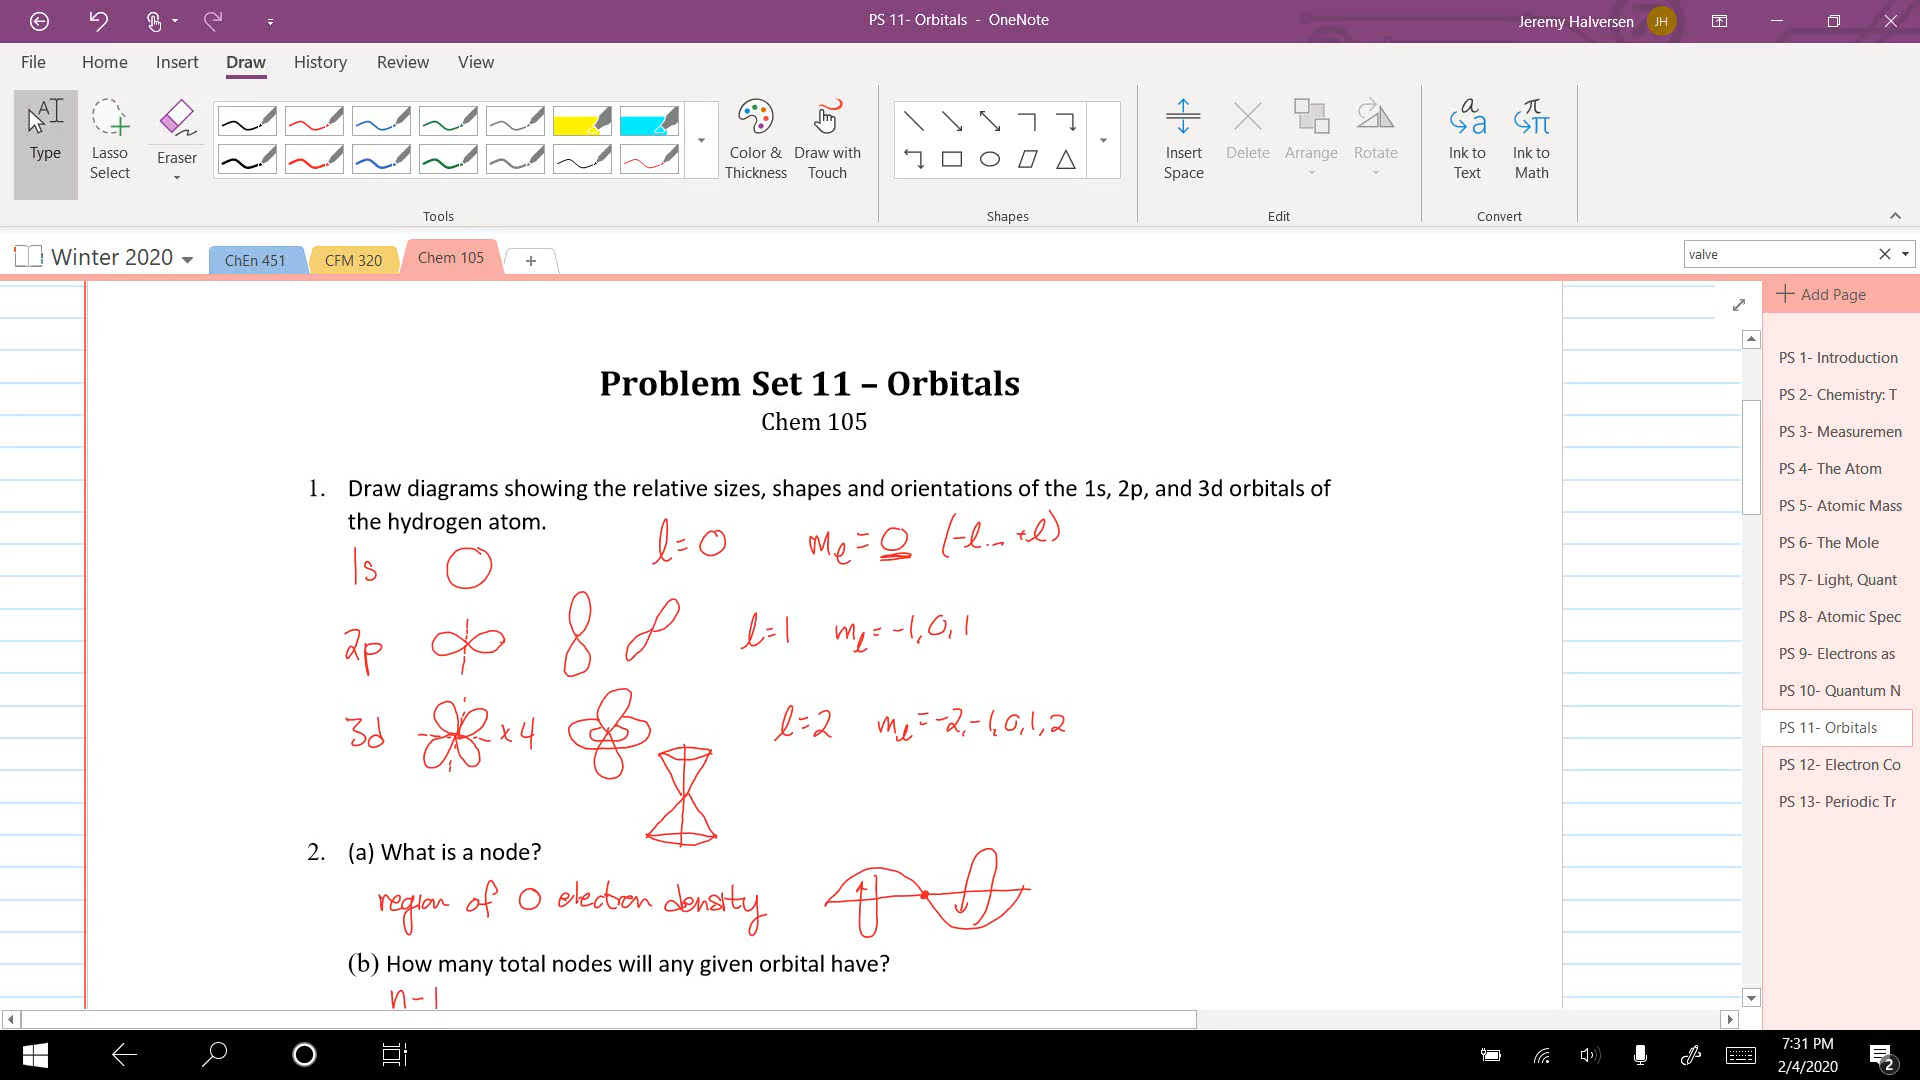 PS 11- Orbitals - OneNote
Jeremy Halversen JH
File Home Insert Draw History Review View
Type
Lasso Select
Eraser
Color & Thickness
Draw with Touch
Insert Space
Delete
Arrange
Rotate
Ink to Text
Ink to Math
Tools
Shapes
Edit
Convert
Winter 2020
ChEn 451
CFM 320
Chem 105
+
valve
Add Page
PS 1- Introduction
PS 2- Chemistry: T
PS 3- Measuremen
PS 4- The Atom
PS 5- Atomic Mass
PS 6- The Mole
PS 7- Light, Quant
PS 8- Atomic Spec
PS 9- Electrons as
PS 10- Quantum N
PS 11- Orbitals
PS 12- Electron Co
PS 13- Periodic Tr
Problem Set 11 – Orbitals
Chem 105
1. Draw diagrams showing the relative sizes, shapes and orientations of the 1s, 2p, and 3d orbitals of
the hydrogen atom.
1s l=0 mℓ=0 (-l... +l)
2p l=1 mℓ=-1,0,1
3d x4 l=2 mℓ=-2,-1,0,1,2
2. (a) What is a node?
region of 0 electron density
(b) How many total nodes will any given orbital have?
n-1
7:31 PM
2/4/2020
2